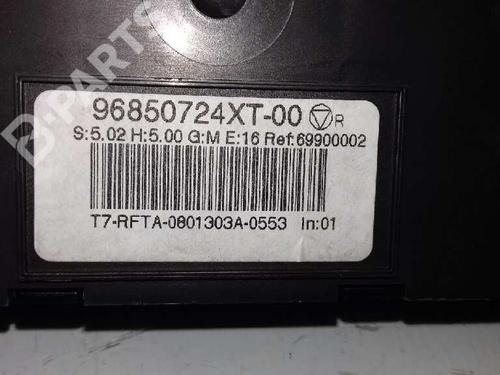 B-PARTS
96850724XT-00 R
S:5.02 H:5.00 G:M E:16 Ref:69900002
T7-RFTA-0801303A-0553 In:01